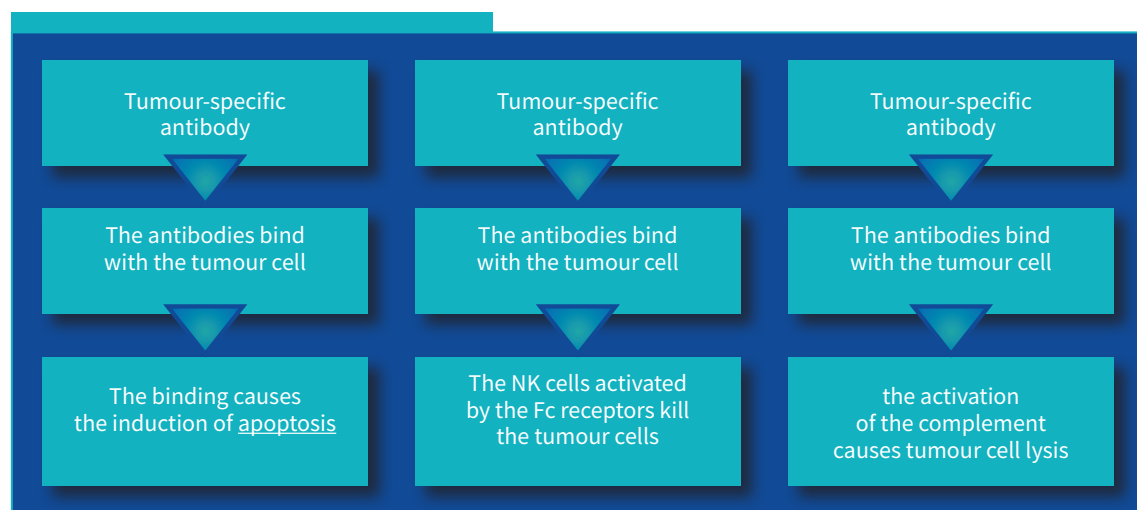 Tumour-specific
antibody
The antibodies bind
with the tumour cell
The binding causes
the induction of apoptosis
Tumour-specific
antibody
The antibodies bind
with the tumour cell
The NK cells activated
by the Fc receptors kill
the tumour cells
Tumour-specific
antibody
The antibodies bind
with the tumour cell
the activation
of the complement
causes tumour cell lysis